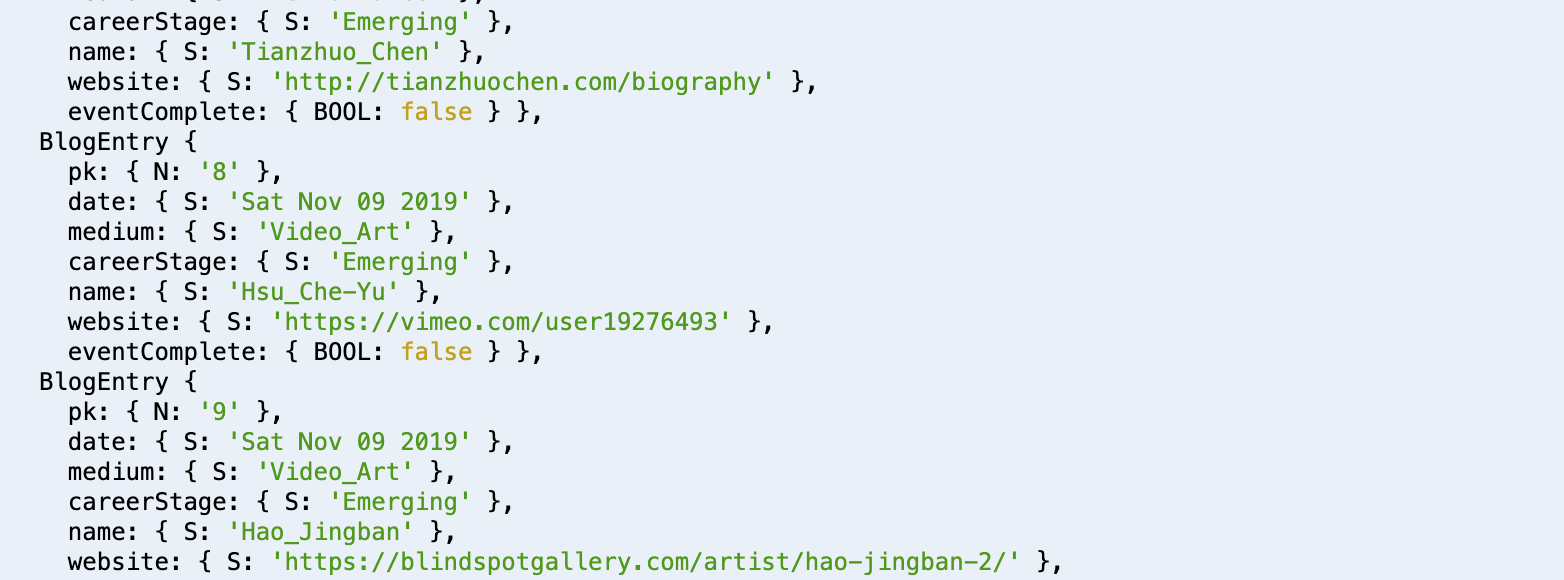 careerStage: { S: 'Emerging' },
name: { S: 'Tianzhuo_Chen' },
website: { S: 'http://tianzhuochen.com/biography' },
eventComplete: { BOOL: false } },
BlogEntry {
pk: { N: '8' },
date: { S: 'Sat Nov 09 2019' },
medium: { S: 'Video_Art' },
careerStage: { S: 'Emerging' },
name: { S: 'Hsu_Che-Yu' },
website: { S: 'https://vimeo.com/user19276493' },
eventComplete: { BOOL: false } },
BlogEntry {
pk: { N: '9' },
date: { S: 'Sat Nov 09 2019' },
medium: { S: 'Video_Art' },
careerStage: { S: 'Emerging' },
name: { S: 'Hao_Jingban' },
website: { S: 'https://blindspotgallery.com/artist/hao-jingban-2/' },